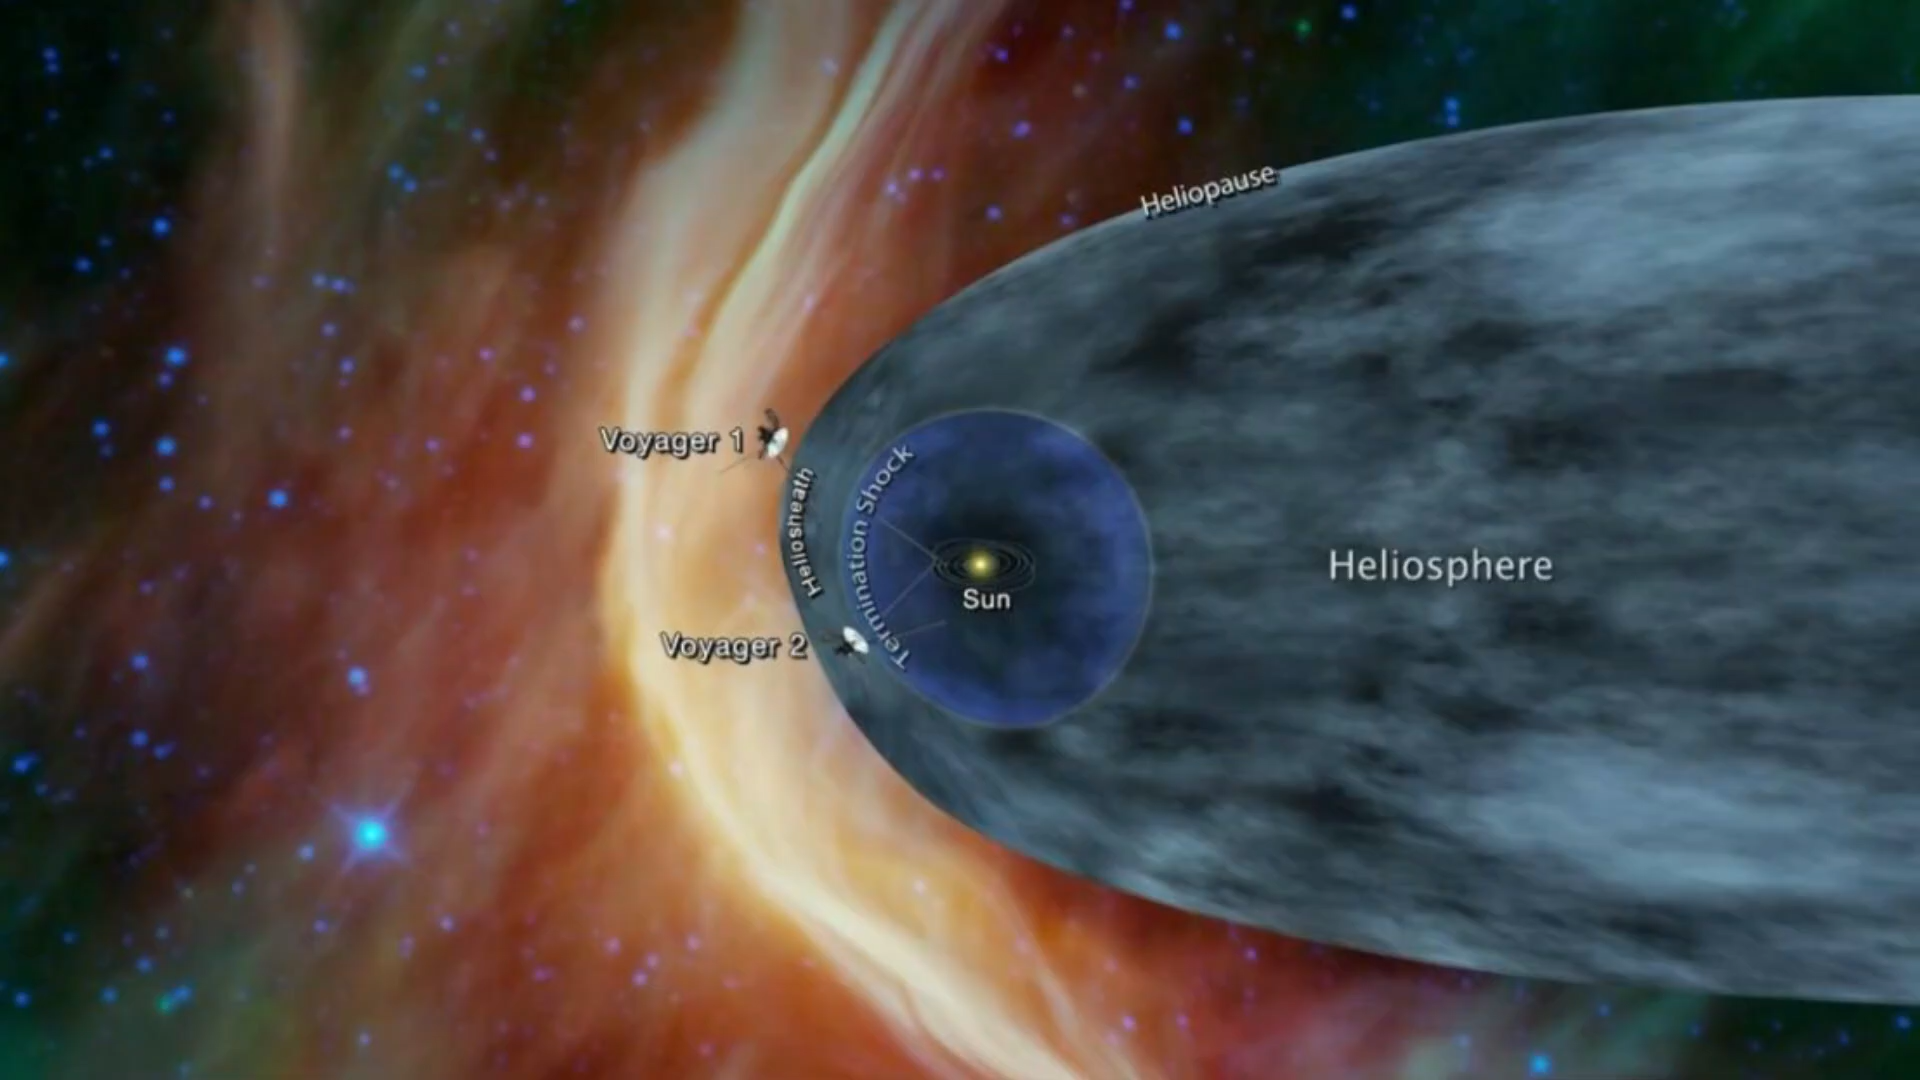 Heliopause
Voyager 1
Heliosheath
Termination Shock
Heliosphere
Sun
Voyager 2